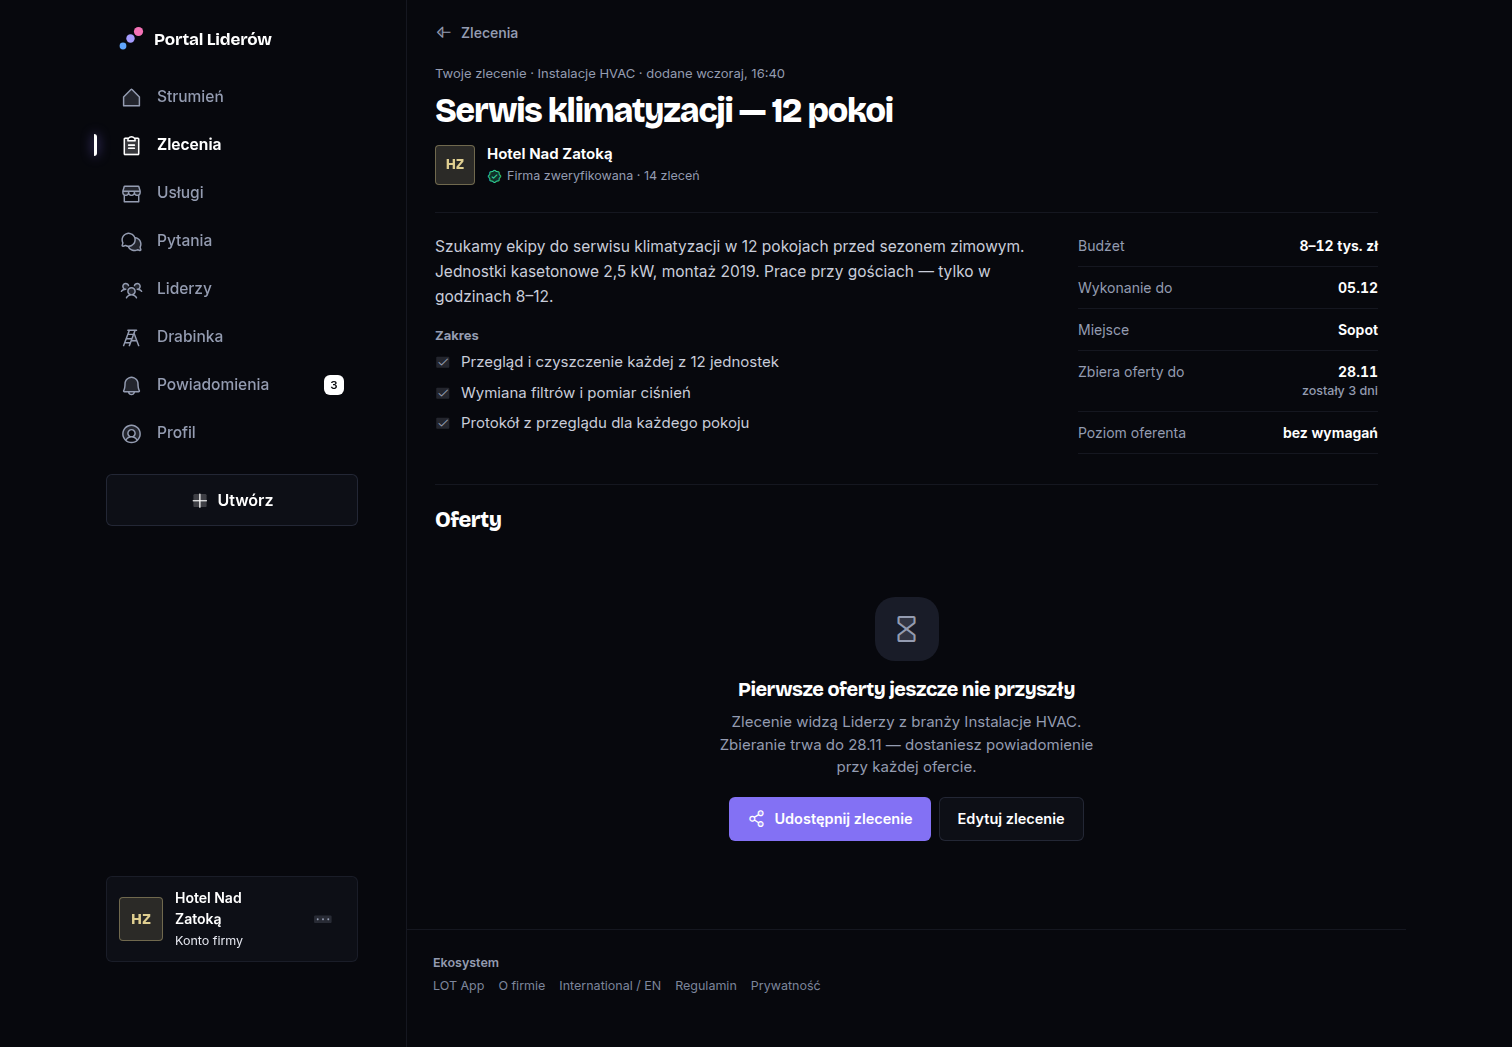 Portal Liderów
Strumień
Zlecenia
Usługi
Pytania
Liderzy
Drabinka
Powiadomienia 3
Profil
Utwórz
HZ
Hotel Nad
Zatoką
Konto firmy
Zlecenia
Twoje zlecenie · Instalacje HVAC · dodane wczoraj, 16:40
Serwis klimatyzacji — 12 pokoi
HZ
Hotel Nad Zatoką
Firma zweryfikowana · 14 zleceń
Szukamy ekipy do serwisu klimatyzacji w 12 pokojach przed sezonem zimowym.
Jednostki kasetonowe 2,5 kW, montaż 2019. Prace przy gościach — tylko w
godzinach 8–12.
Zakres
Przegląd i czyszczenie każdej z 12 jednostek
Wymiana filtrów i pomiar ciśnień
Protokół z przeglądu dla każdego pokoju
Budżet 8–12 tys. zł
Wykonanie do 05.12
Miejsce Sopot
Zbiera oferty do 28.11
zostały 3 dni
Poziom oferenta bez wymagań
Oferty
Pierwsze oferty jeszcze nie przyszły
Zlecenie widzą Liderzy z branży Instalacje HVAC.
Zbieranie trwa do 28.11 — dostaniesz powiadomienie
przy każdej ofercie.
Udostępnij zlecenie
Edytuj zlecenie
Ekosystem
LOT App O firmie International / EN Regulamin Prywatność